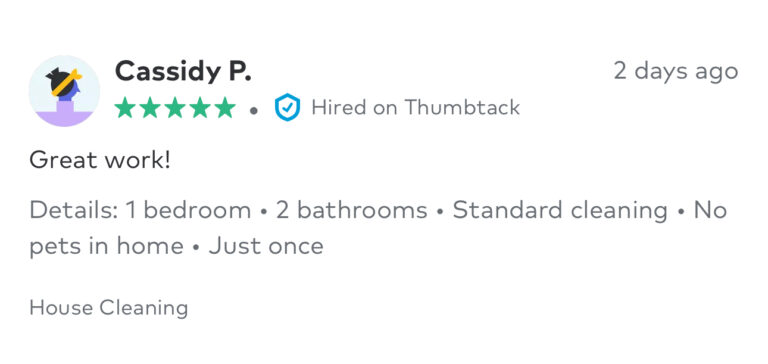 Cassidy P.
2 days ago
• Hired on Thumbtack
Great work!
Details: 1 bedroom • 2 bathrooms • Standard cleaning • No
pets in home • Just once
House Cleaning